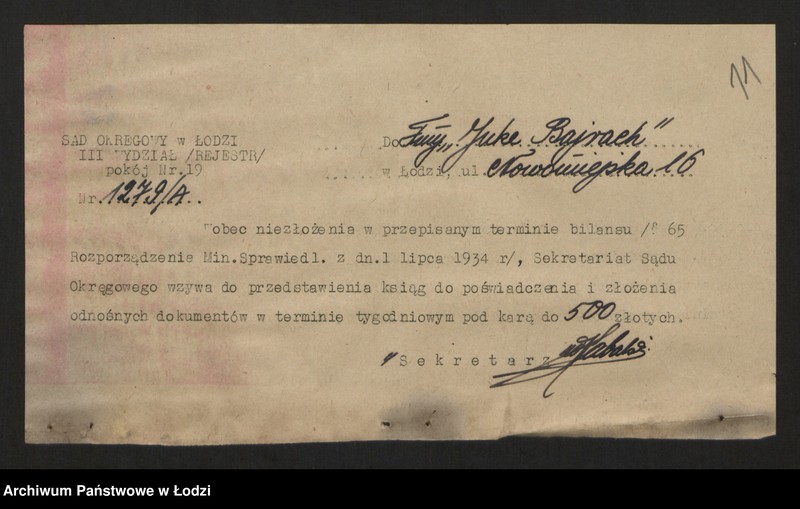 11
SĄD OKRĘGOWY w ŁODZI
III WYDZIAŁ /REJESTR/
pokój Nr.19
Nr. 1279/A..
Do Firmy „Juke Bajrach"
w Łodzi, ul. Nowomiejska 16
Wobec niezłożenia w przepisanym terminie bilansu /§ 65
Rozporządzenie Min.Sprawiedl. z dn.1 lipca 1934 r/, Sekretariat Sądu
Okręgowego wzywa do przedstawienia ksiąg do poświadczenia i złożenia
odnośnych dokumentów w terminie tygodniowym pod karą do 500 złotych.
Sekretarz
Archiwum Państwowe w Łodzi